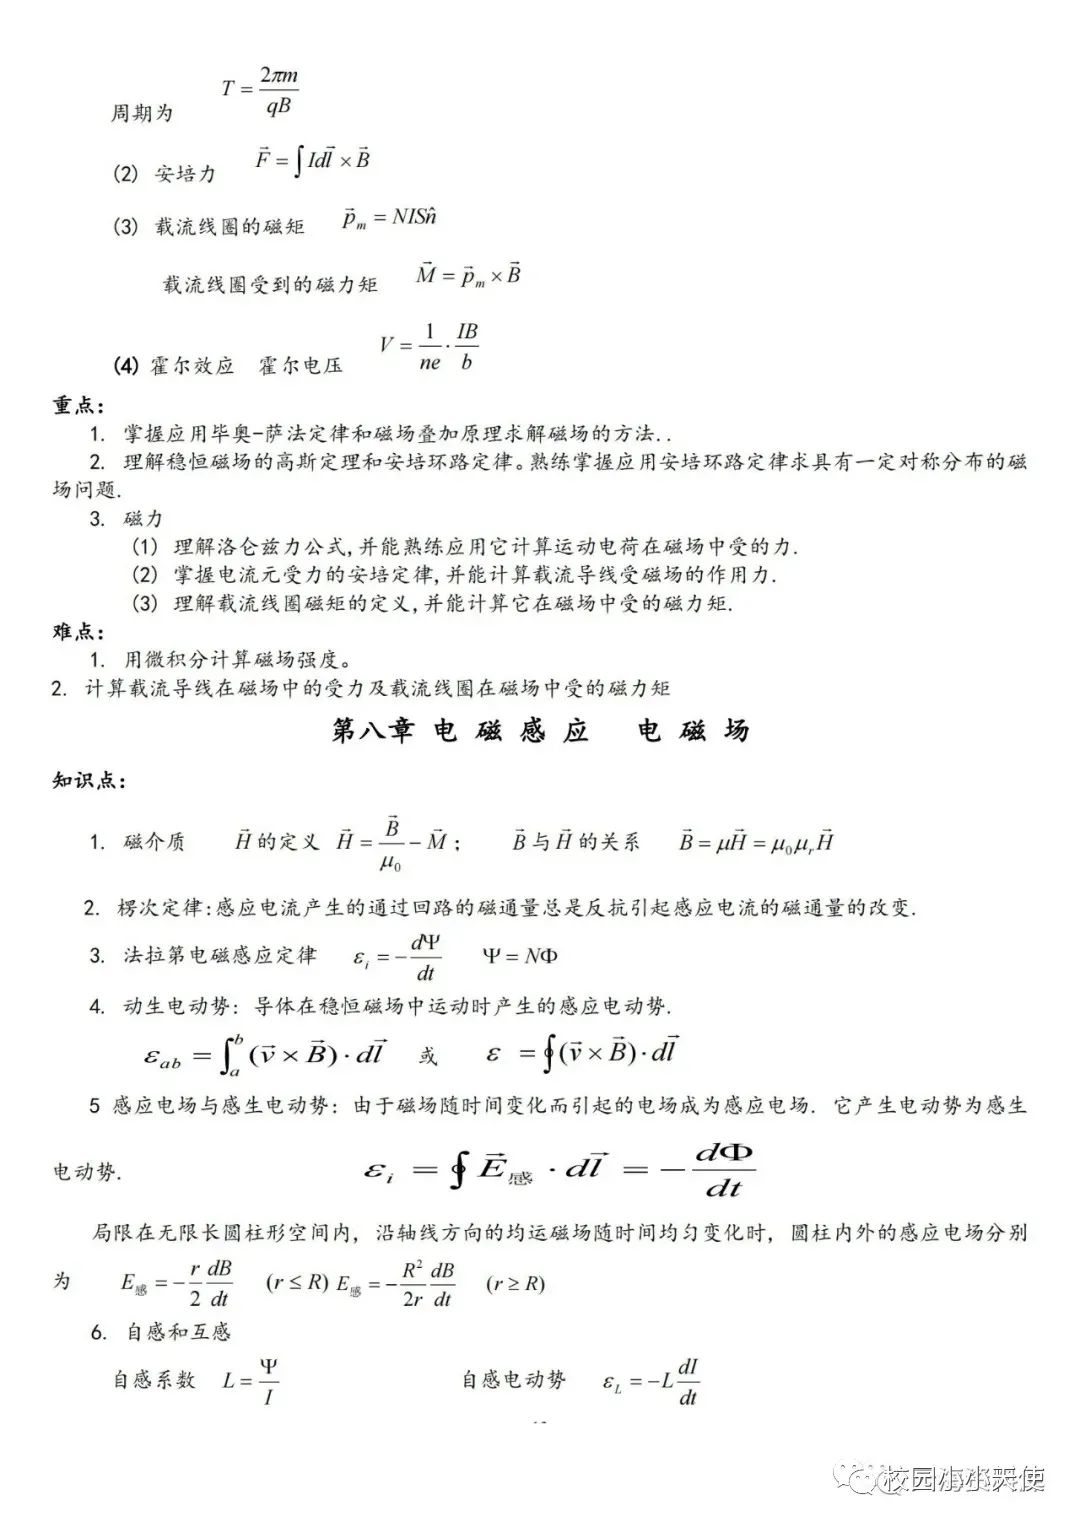 周期为 T = 2πm / qB
(2) 安培力 F⃗ = ∫ Idl⃗ × B⃗
(3) 载流线圈的磁矩 p⃗ₘ = NISn̂
载流线圈受到的磁力矩 M⃗ = p⃗ₘ × B⃗
(4) 霍尔效应 霍尔电压 V = 1/ne · IB/b
重点:
1. 掌握应用毕奥-萨法定律和磁场叠加原理求解磁场的方法..
2. 理解稳恒磁场的高斯定理和安培环路定律。熟练掌握应用安培环路定律求具有一定对称分布的磁
场问题.
3. 磁力
(1) 理解洛仑兹力公式,并能熟练应用它计算运动电荷在磁场中受的力.
(2) 掌握电流元受力的安培定律,并能计算载流导线受磁场的作用力.
(3) 理解载流线圈磁矩的定义,并能计算它在磁场中受的磁力矩.
难点:
1. 用微积分计算磁场强度。
2. 计算载流导线在磁场中的受力及载流线圈在磁场中受的磁力矩
第八章 电 磁 感 应 电 磁 场
知识点:
1. 磁介质 H⃗的定义 H⃗ = B⃗/μ₀ − M⃗; B⃗与H⃗的关系 B⃗ = μH⃗ = μ₀μᵣH⃗
2. 楞次定律:感应电流产生的通过回路的磁通量总是反抗引起感应电流的磁通量的改变.
3. 法拉第电磁感应定律 εᵢ = − dΨ/dt Ψ = NΦ
4. 动生电动势: 导体在稳恒磁场中运动时产生的感应电动势.
ε_ab = ∫_a^b (v⃗ × B⃗)·dl⃗ 或 ε = ∮(v⃗ × B⃗)·dl⃗
5 感应电场与感生电动势: 由于磁场随时间变化而引起的电场成为感应电场. 它产生电动势为感生
电动势. εᵢ = ∮ E⃗感 · dl⃗ = − dΦ/dt
局限在无限长圆柱形空间内, 沿轴线方向的均运磁场随时间均匀变化时, 圆柱内外的感应电场分别
为 E感 = − r/2 dB/dt (r ≤ R) E感 = − R²/2r dB/dt (r ≥ R)
6. 自感和互感
自感系数 L = Ψ/I 自感电动势 ε_L = −L dI/dt
校园小小天使